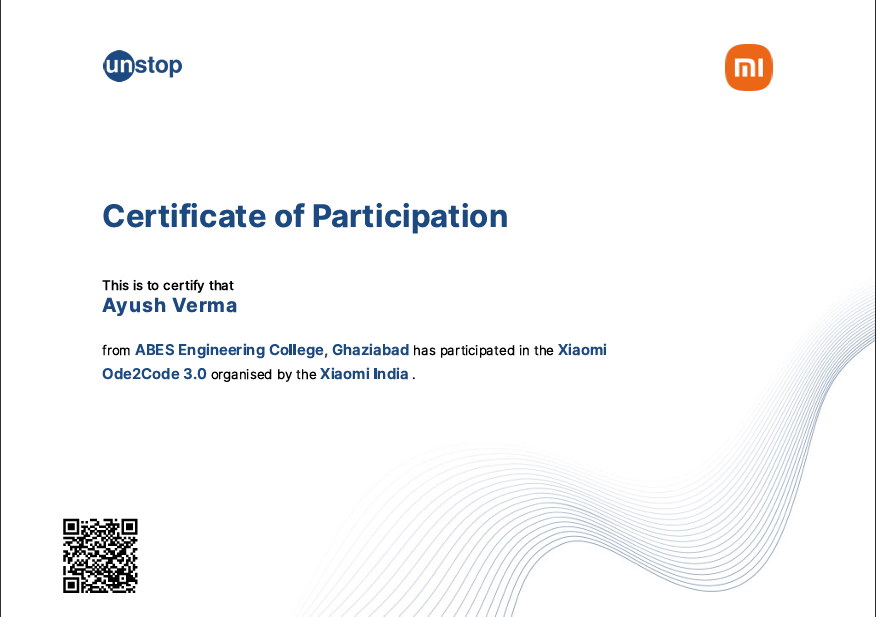 unstop
mi
Certificate of Participation
This is to certify that
Ayush Verma
from ABES Engineering College, Ghaziabad has participated in the Xiaomi
Ode2Code 3.0 organised by the Xiaomi India .